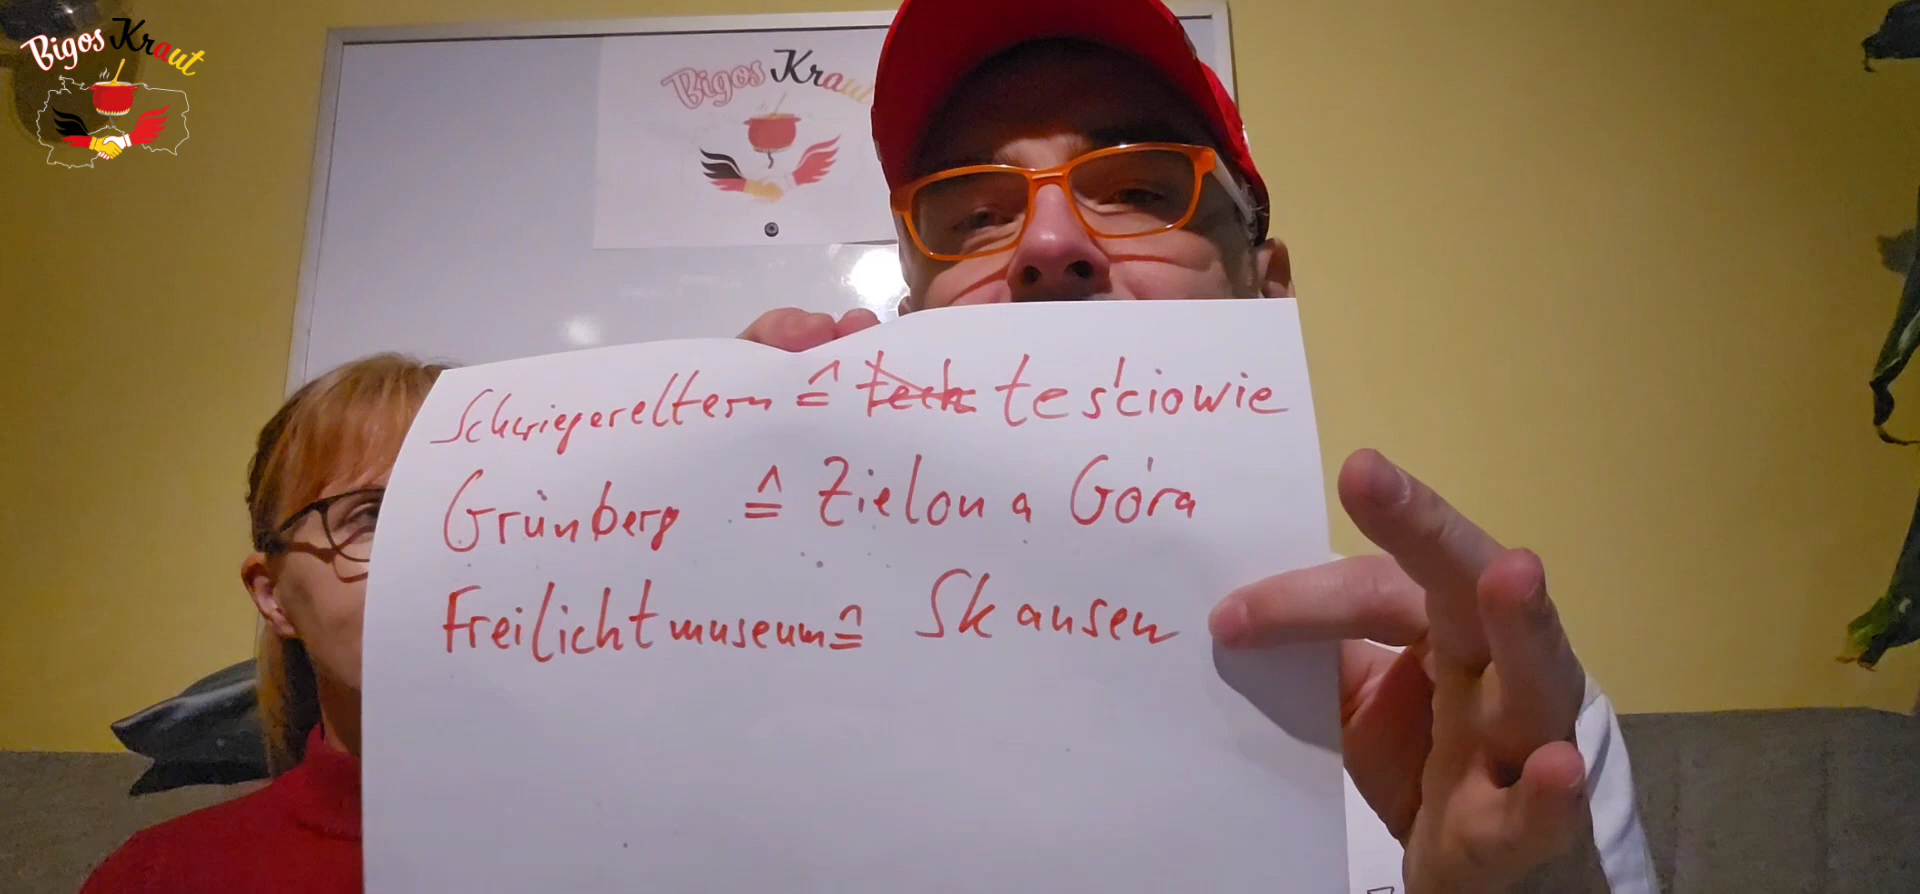 Bigos Kraut
Bigos Kraut
Schwiegereltern ≙ teściowie
Grünberg ≙ Zielona Góra
Freilichtmuseum ≙ Skansen